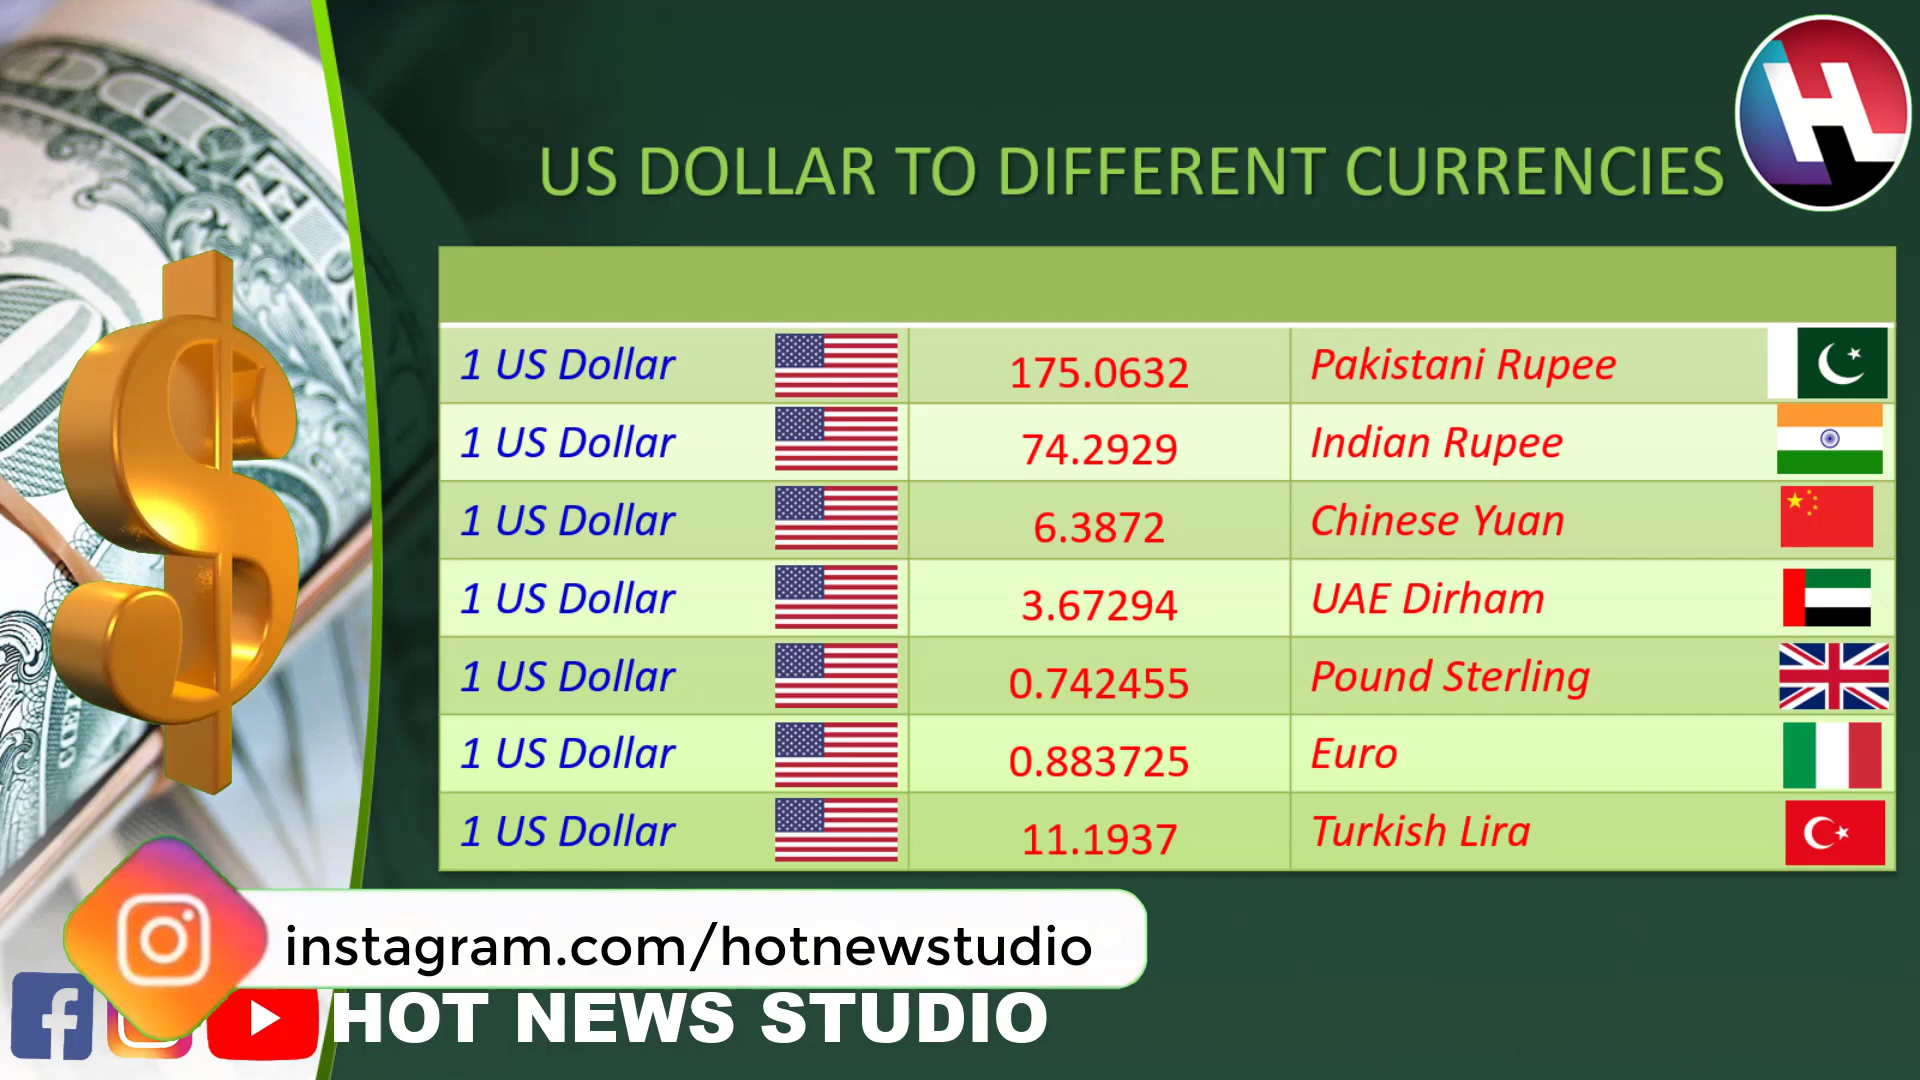 US DOLLAR TO DIFFERENT CURRENCIES
1 US Dollar 175.0632 Pakistani Rupee
1 US Dollar 74.2929 Indian Rupee
1 US Dollar 6.3872 Chinese Yuan
1 US Dollar 3.67294 UAE Dirham
1 US Dollar 0.742455 Pound Sterling
1 US Dollar 0.883725 Euro
1 US Dollar 11.1937 Turkish Lira
instagram.com/hotnewstudio
HOT NEWS STUDIO